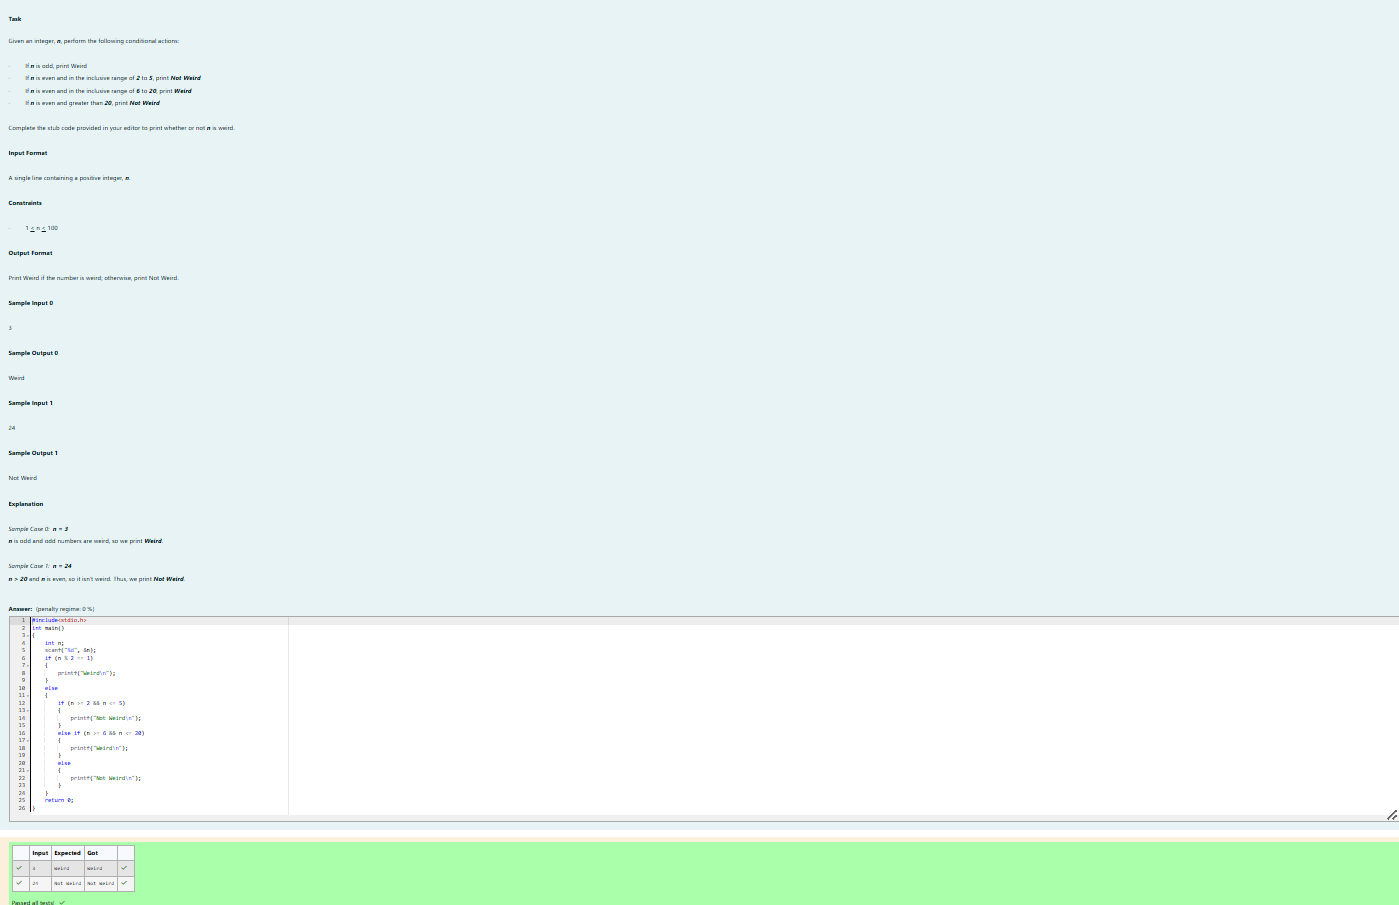 Task
Given an integer, n, perform the following conditional actions:
If n is odd, print Weird
If n is even and in the inclusive range of 2 to 5, print Not Weird
If n is even and in the inclusive range of 6 to 20, print Weird
If n is even and greater than 20, print Not Weird
Complete the stub code provided in your editor to print whether or not n is weird.
Input Format
A single line containing a positive integer, n.
Constraints
1 < n < 100
Output Format
Print Weird if the number is weird; otherwise, print Not Weird.
Sample Input 0
3
Sample Output 0
Weird
Sample Input 1
24
Sample Output 1
Not Weird
Explanation
Sample Case 0: n = 3
n is odd and odd numbers are weird, so we print Weird.
Sample Case 1: n = 24
n > 20 and n is even, so it isn't weird. Thus, we print Not Weird.
Answer: (penalty regime: 0 %)
1 #include<stdio.h>
2 int main()
3 {
4 int n;
5 scanf("%d", &n);
6 if (n % 2 == 1)
7 {
8 printf("Weird\n");
9 }
10 else
11 {
12 if (n >= 2 && n <= 5)
13 {
14 printf("Not Weird\n");
15 }
16 else if (n >= 6 && n <= 20)
17 {
18 printf("Weird\n");
19 }
20 else
21 {
22 printf("Not Weird\n");
23 }
24 }
25 return 0;
26 }
Input Expected Got
✓ 3 Weird Weird ✓
✓ 24 Not Weird Not Weird ✓
Passed all tests! ✓